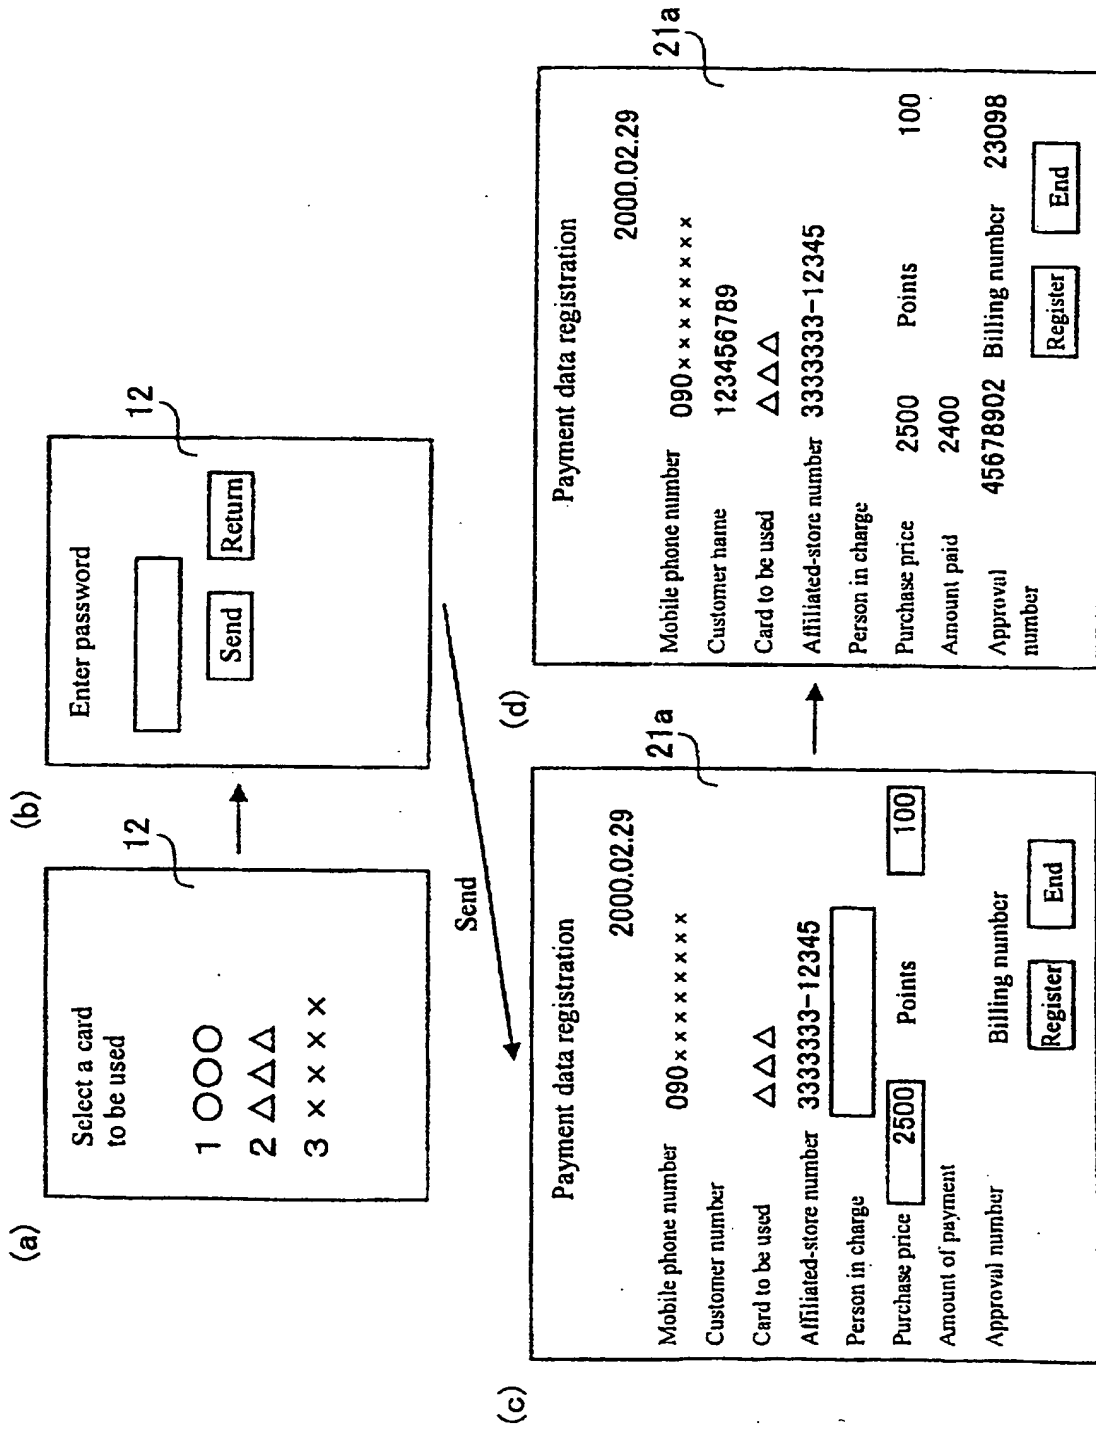 (a)
Select a card
to be used
1 ○○○
2 △△△
3 × × × ×
12
(b)
Enter password
Send Return
12
Send
(c)
Payment data registration
2000.02.29
Mobile phone number 090××××××××
Customer number
Card to be used △△△
Affiliated-store number 3333333-12345
Person in charge
Purchase price 2500 Points 100
Amount of payment
Approval number Billing number
Register End
21a
(d)
Payment data registration
2000.02.29
Mobile phone number 090××××××××
Customer name 123456789
Card to be used △△△
Affiliated-store number 3333333-12345
Person in charge
Purchase price 2500 Points 100
Amount paid 2400
Approval 45678902 Billing number 23098
number
Register End
21a